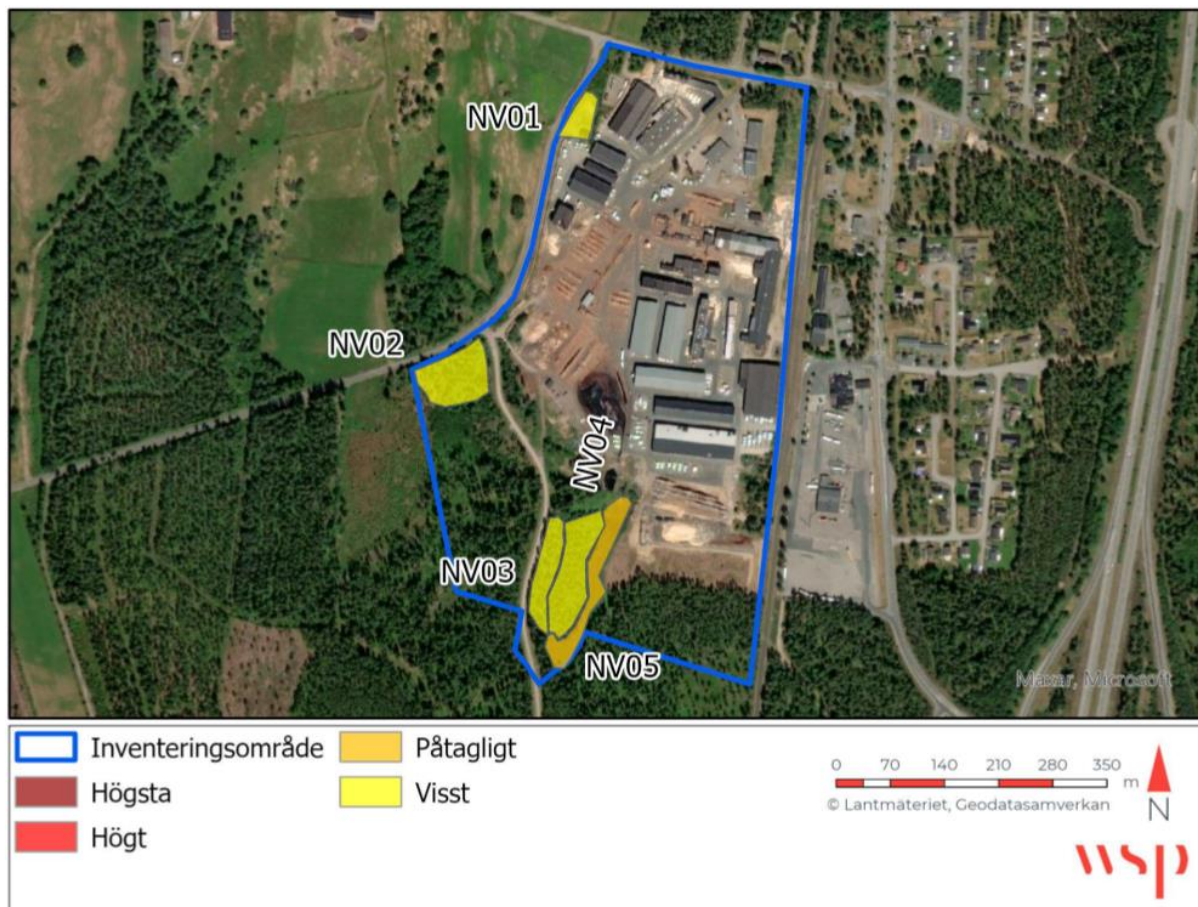 NV01
NV02
NV04
NV03
NV05
Maxar, Microsoft
Inventeringsområde
Påtagligt
Högsta
Visst
Högt
0 70 140 210 280 350 m
© Lantmäteriet, Geodatasamverkan
N
wsp